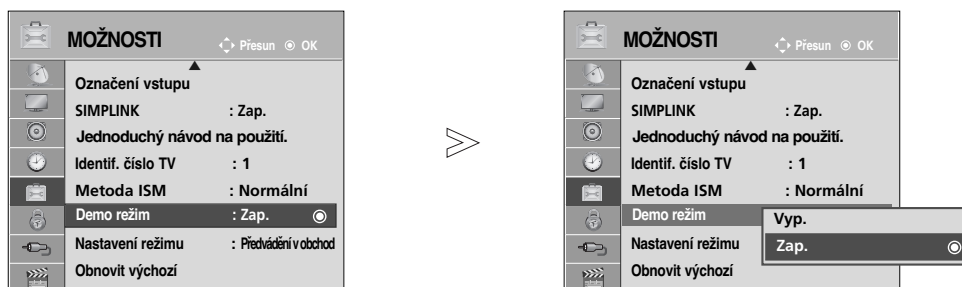 MOŽNOSTI
Přesun OK
Označení vstupu
SIMPLINK : Zap.
Jednoduchý návod na použití.
Identif. číslo TV : 1
Metoda ISM : Normální
Demo režim : Zap.
Nastavení režimu : Předvádění v obchod
Obnovit výchozí
MOŽNOSTI
Přesun OK
Označení vstupu
SIMPLINK : Zap.
Jednoduchý návod na použití.
Identif. číslo TV : 1
Metoda ISM : Normální
Demo režim
Vyp.
Nastavení režimu
Zap.
Obnovit výchozí